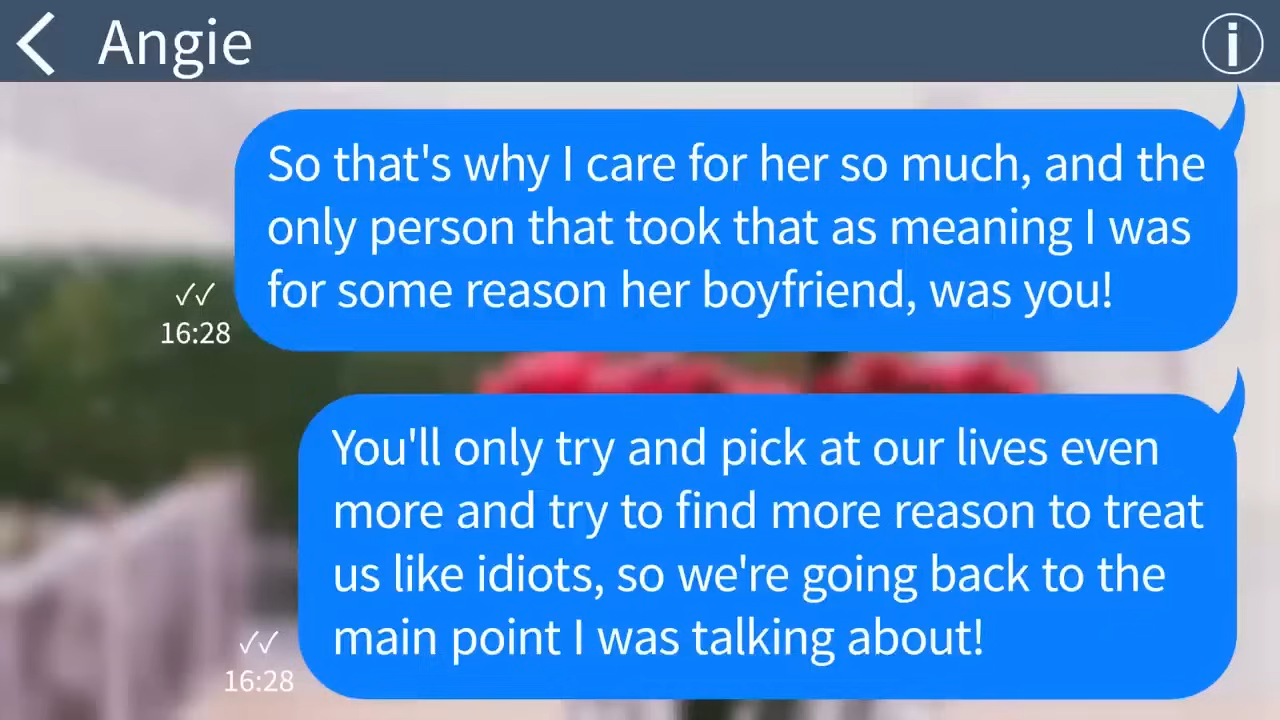 Angie
i
So that's why I care for her so much, and the
only person that took that as meaning I was
for some reason her boyfriend, was you!
16:28
You'll only try and pick at our lives even
more and try to find more reason to treat
us like idiots, so we're going back to the
main point I was talking about!
16:28